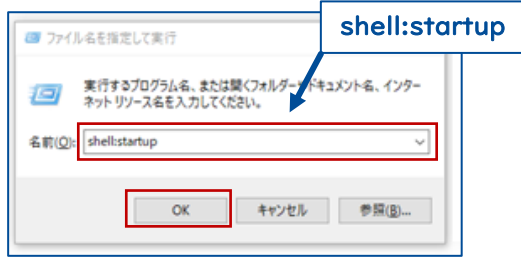 shell:startup
ファイル名を指定して実行
実行するプログラム名、または開くフォルダーやドキュメント名、インター
ネット リソース名を入力してください。
名前(O):
shell:startup
OK
キャンセル
参照(B)...